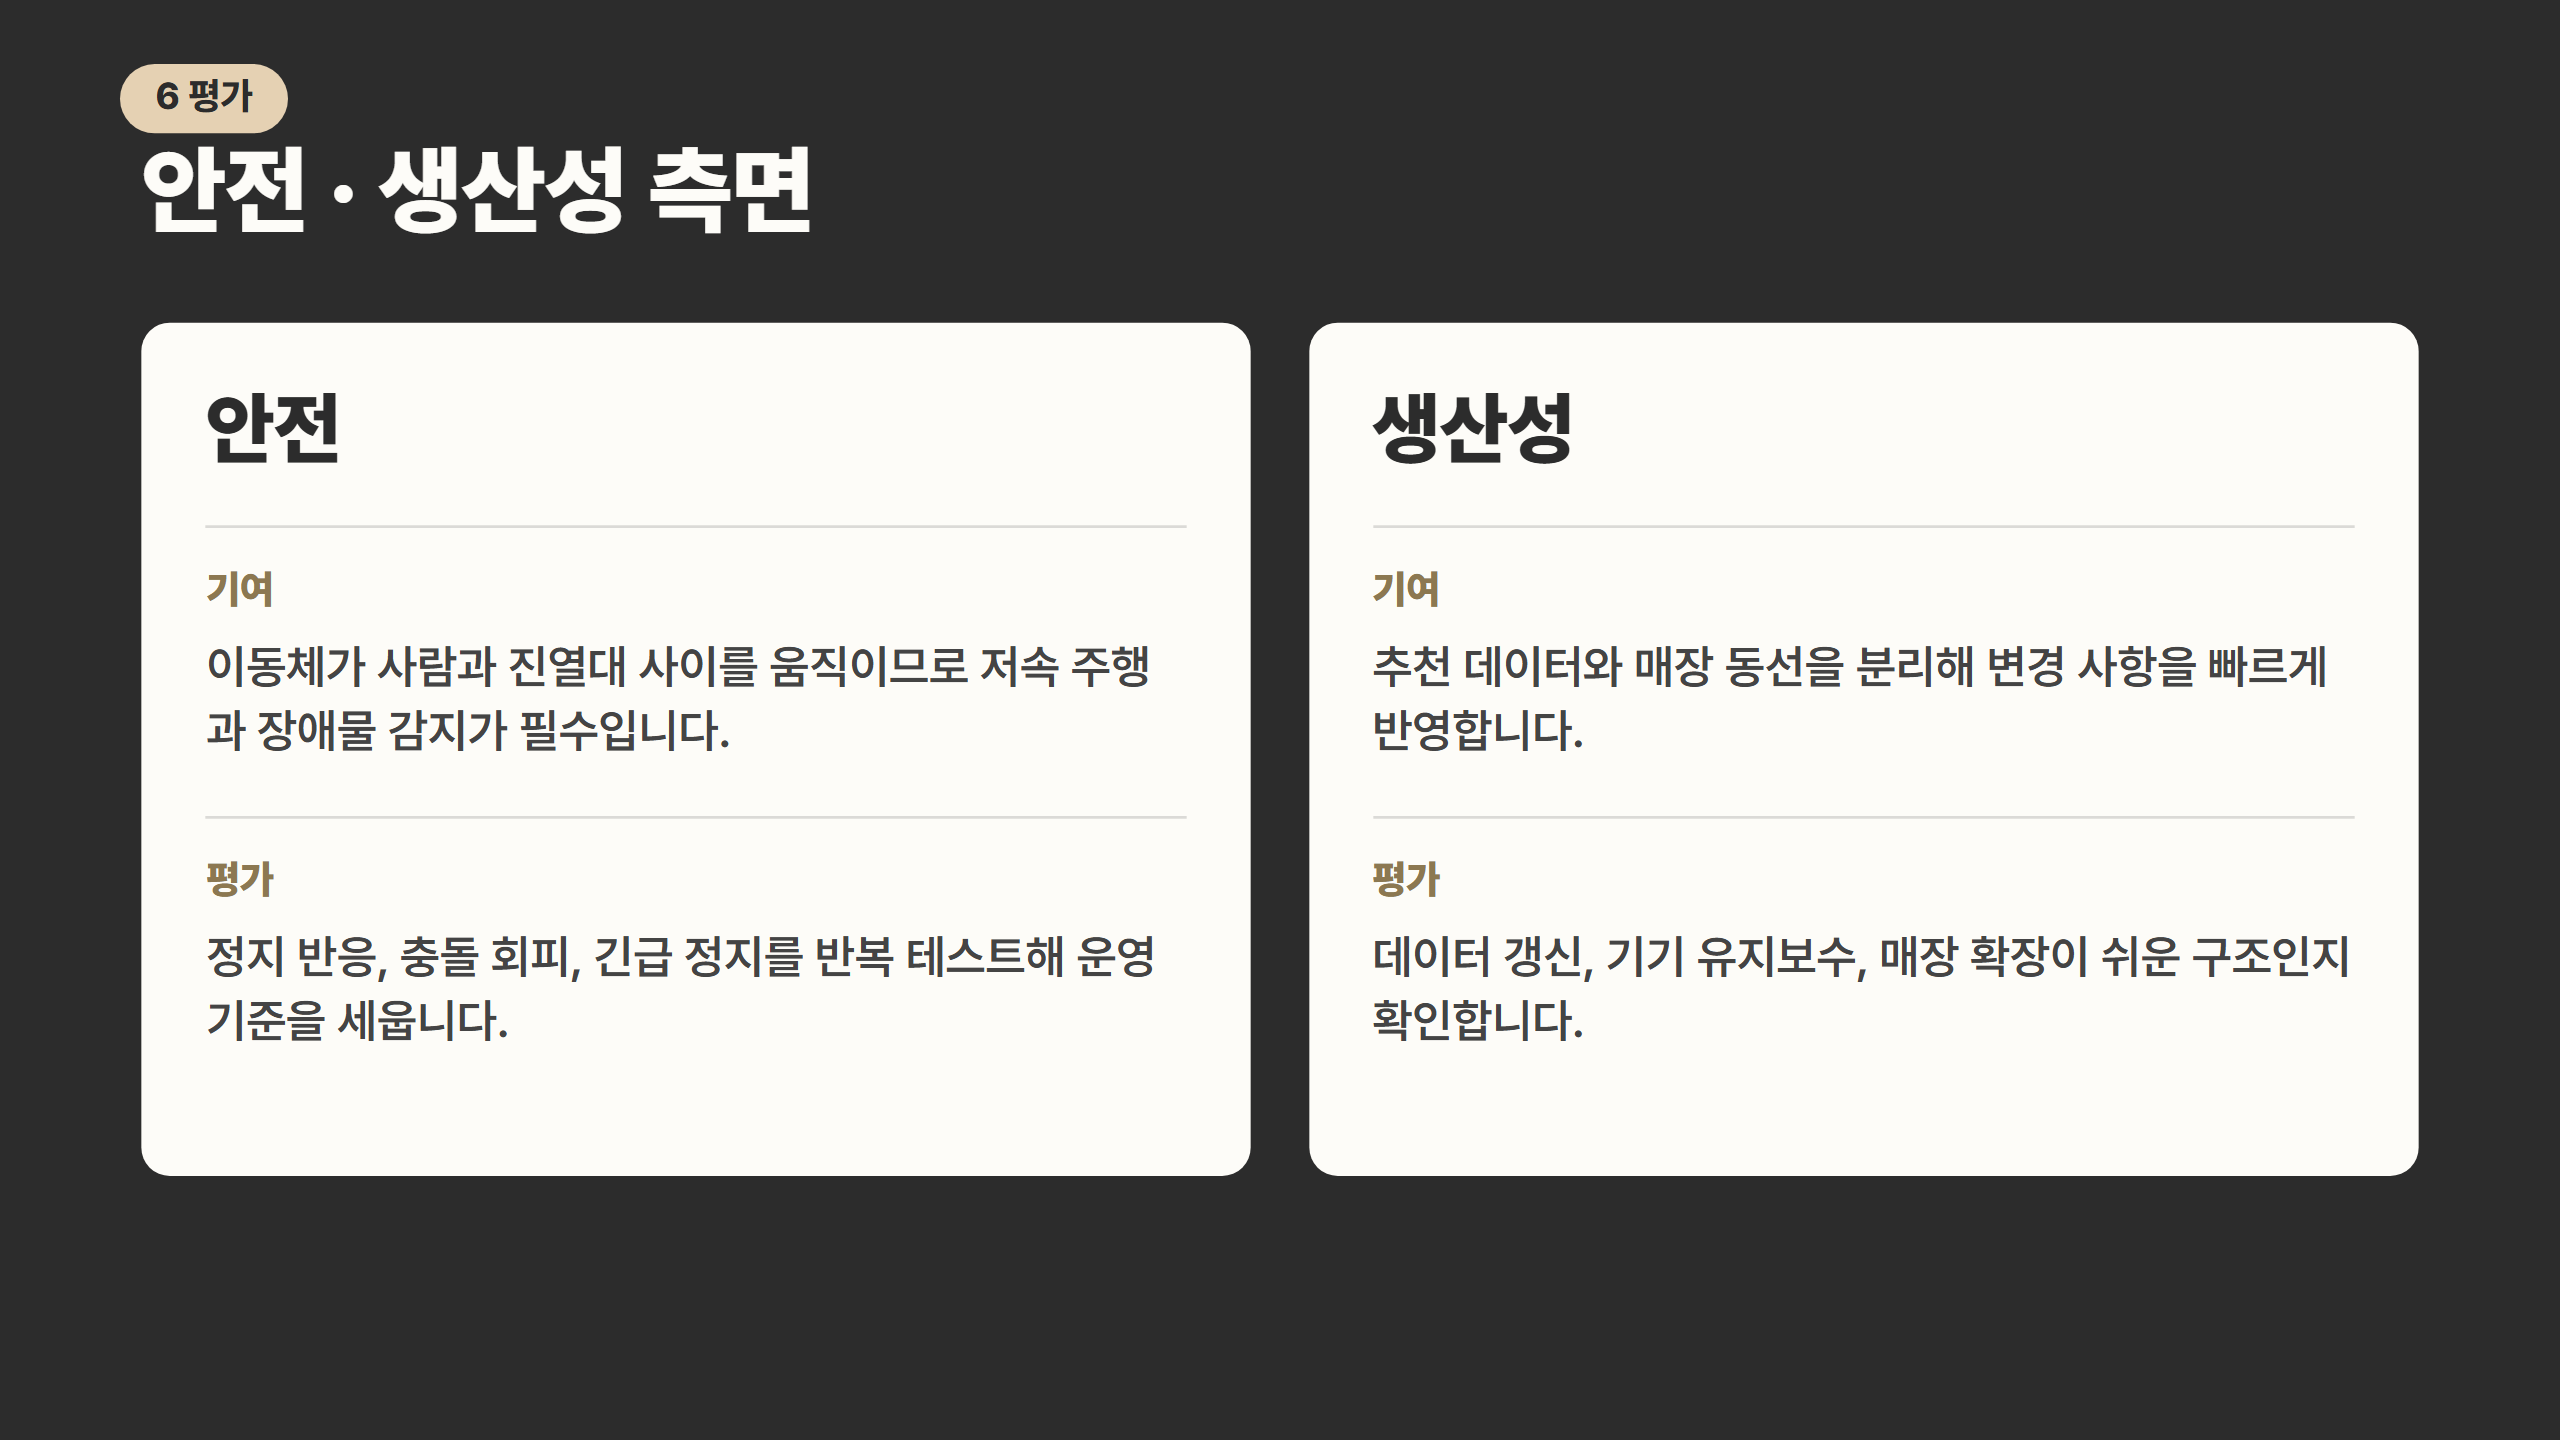 6 평가
안전 · 생산성 측면
안전
기여
이동체가 사람과 진열대 사이를 움직이므로 저속 주행
과 장애물 감지가 필수입니다.
평가
정지 반응, 충돌 회피, 긴급 정지를 반복 테스트해 운영
기준을 세웁니다.
생산성
기여
추천 데이터와 매장 동선을 분리해 변경 사항을 빠르게
반영합니다.
평가
데이터 갱신, 기기 유지보수, 매장 확장이 쉬운 구조인지
확인합니다.